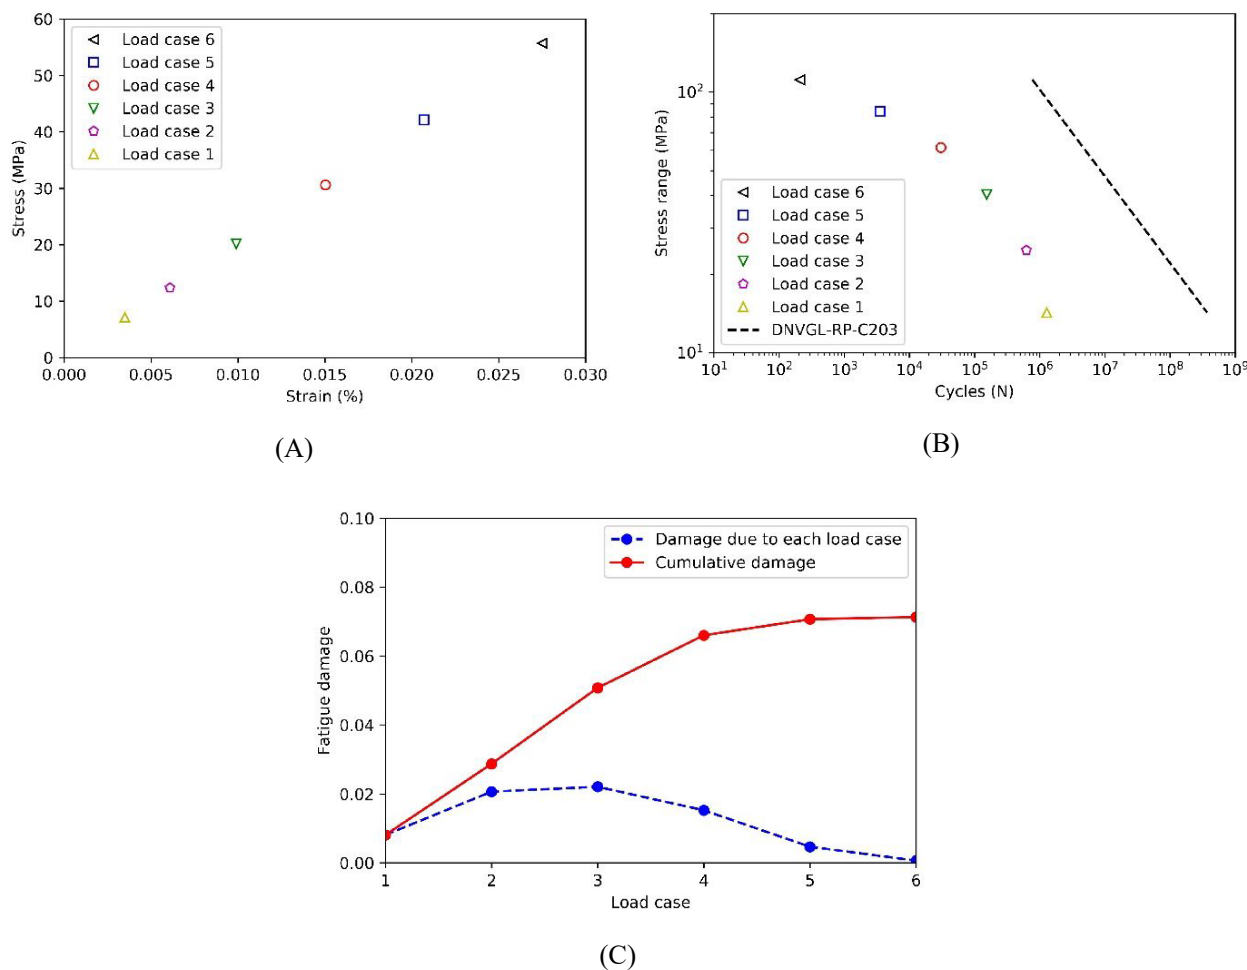 60
50
40
30
20
10
0
Stress (MPa)
Load case 6
Load case 5
Load case 4
Load case 3
Load case 2
Load case 1
0.000 0.005 0.010 0.015 0.020 0.025 0.030
Strain (%)
(A)
10²
10¹
Stress range (MPa)
Load case 6
Load case 5
Load case 4
Load case 3
Load case 2
Load case 1
DNVGL-RP-C203
10¹ 10² 10³ 10⁴ 10⁵ 10⁶ 10⁷ 10⁸ 10⁹
Cycles (N)
(B)
0.10
0.08
0.06
0.04
0.02
0.00
Fatigue damage
Damage due to each load case
Cumulative damage
1 2 3 4 5 6
Load case
(C)